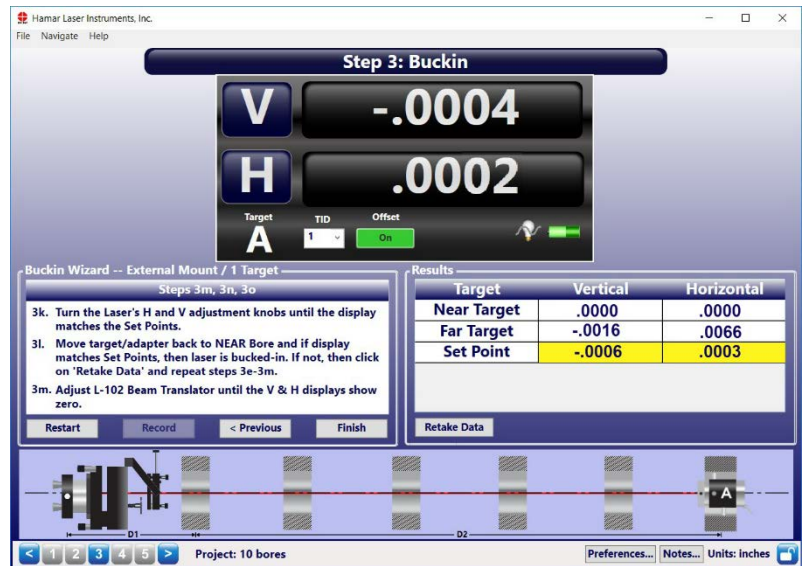 Hamar Laser Instruments, Inc.
File Navigate Help
Step 3: Buckin
V -.0004
H .0002
Target TID Offset
A 1 On
Buckin Wizard -- External Mount / 1 Target
Steps 3m, 3n, 3o
3k. Turn the Laser's H and V adjustment knobs until the display
matches the Set Points.
3l. Move target/adapter back to NEAR Bore and if display
matches Set Points, then laser is bucked-in. If not, then click
on 'Retake Data' and repeat steps 3e-3m.
3m. Adjust L-102 Beam Translator until the V & H displays show
zero.
Restart Record < Previous Finish
Results
Target Vertical Horizontal
Near Target .0000 .0000
Far Target -.0016 .0066
Set Point -.0006 .0003
Retake Data
A
D1 D2
< 1 2 3 4 5 > Project: 10 bores Preferences... Notes... Units: inches